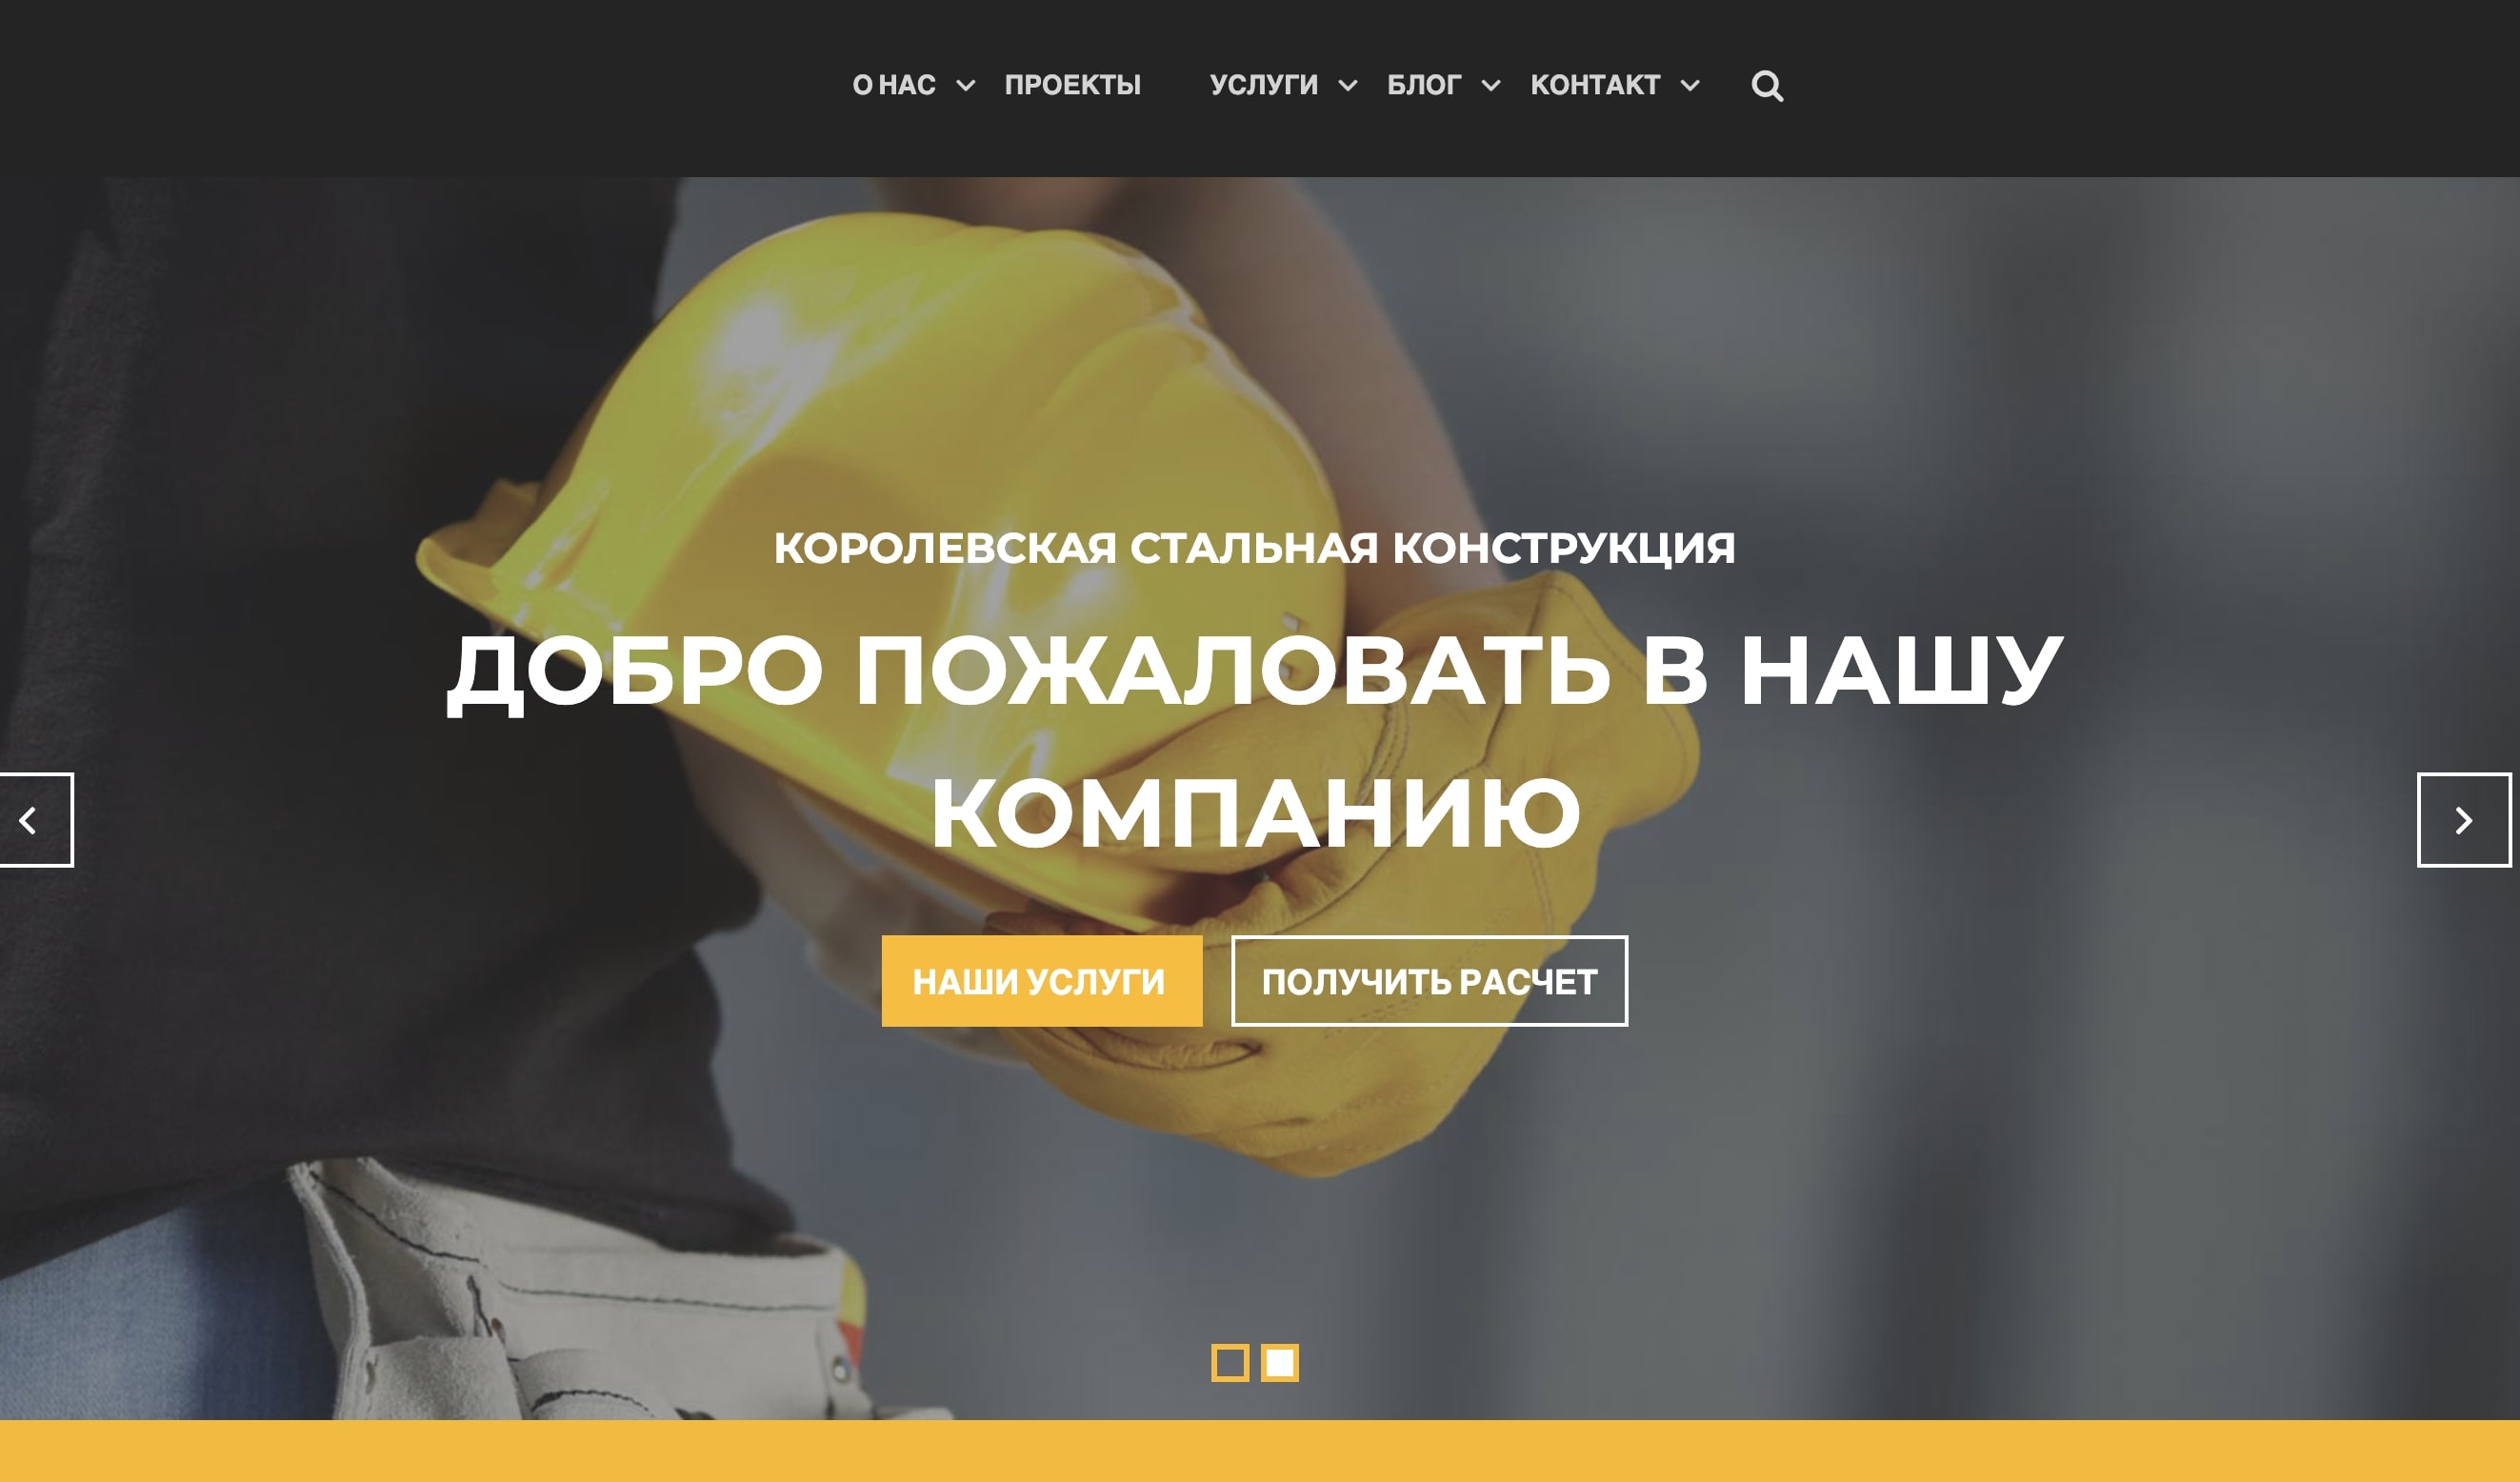 О НАС ПРОЕКТЫ УСЛУГИ БЛОГ КОНТАКТ
КОРОЛЕВСКАЯ СТАЛЬНАЯ КОНСТРУКЦИЯ
ДОБРО ПОЖАЛОВАТЬ В НАШУ
КОМПАНИЮ
НАШИ УСЛУГИ ПОЛУЧИТЬ РАСЧЕТ